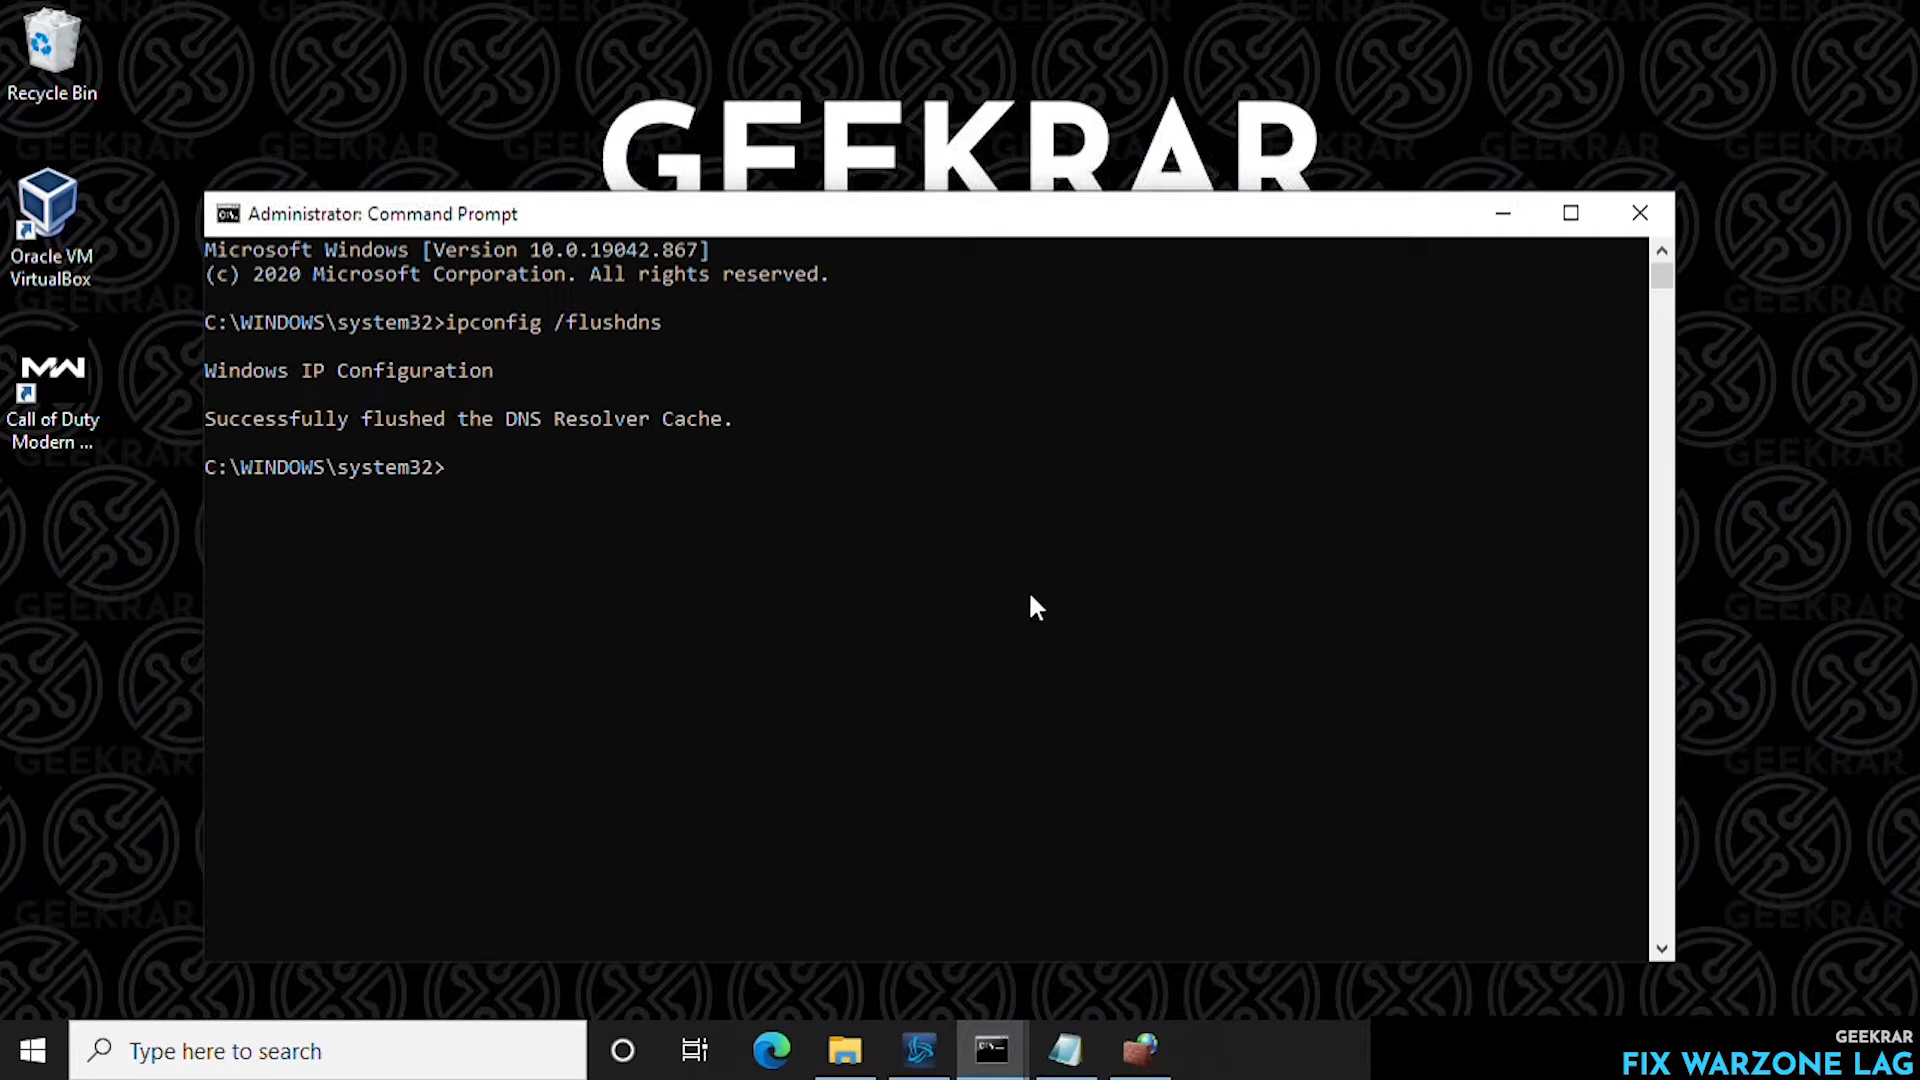 Recycle Bin
GEEKRAR
Oracle VM
VirtualBox
Call of Duty
Modern ...
Administrator: Command Prompt
Microsoft Windows [Version 10.0.19042.867]
(c) 2020 Microsoft Corporation. All rights reserved.
C:\WINDOWS\system32>ipconfig /flushdns
Windows IP Configuration
Successfully flushed the DNS Resolver Cache.
C:\WINDOWS\system32>
Type here to search
GEEKRAR
FIX WARZONE LAG